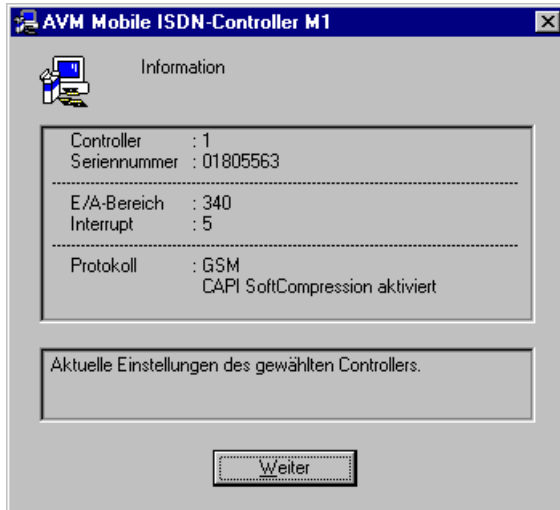 AVM Mobile ISDN-Controller M1
Information
Controller : 1
Seriennummer : 01805563
E/A-Bereich : 340
Interrupt : 5
Protokoll : GSM
CAPI SoftCompression aktiviert
Aktuelle Einstellungen des gewählten Controllers.
Weiter